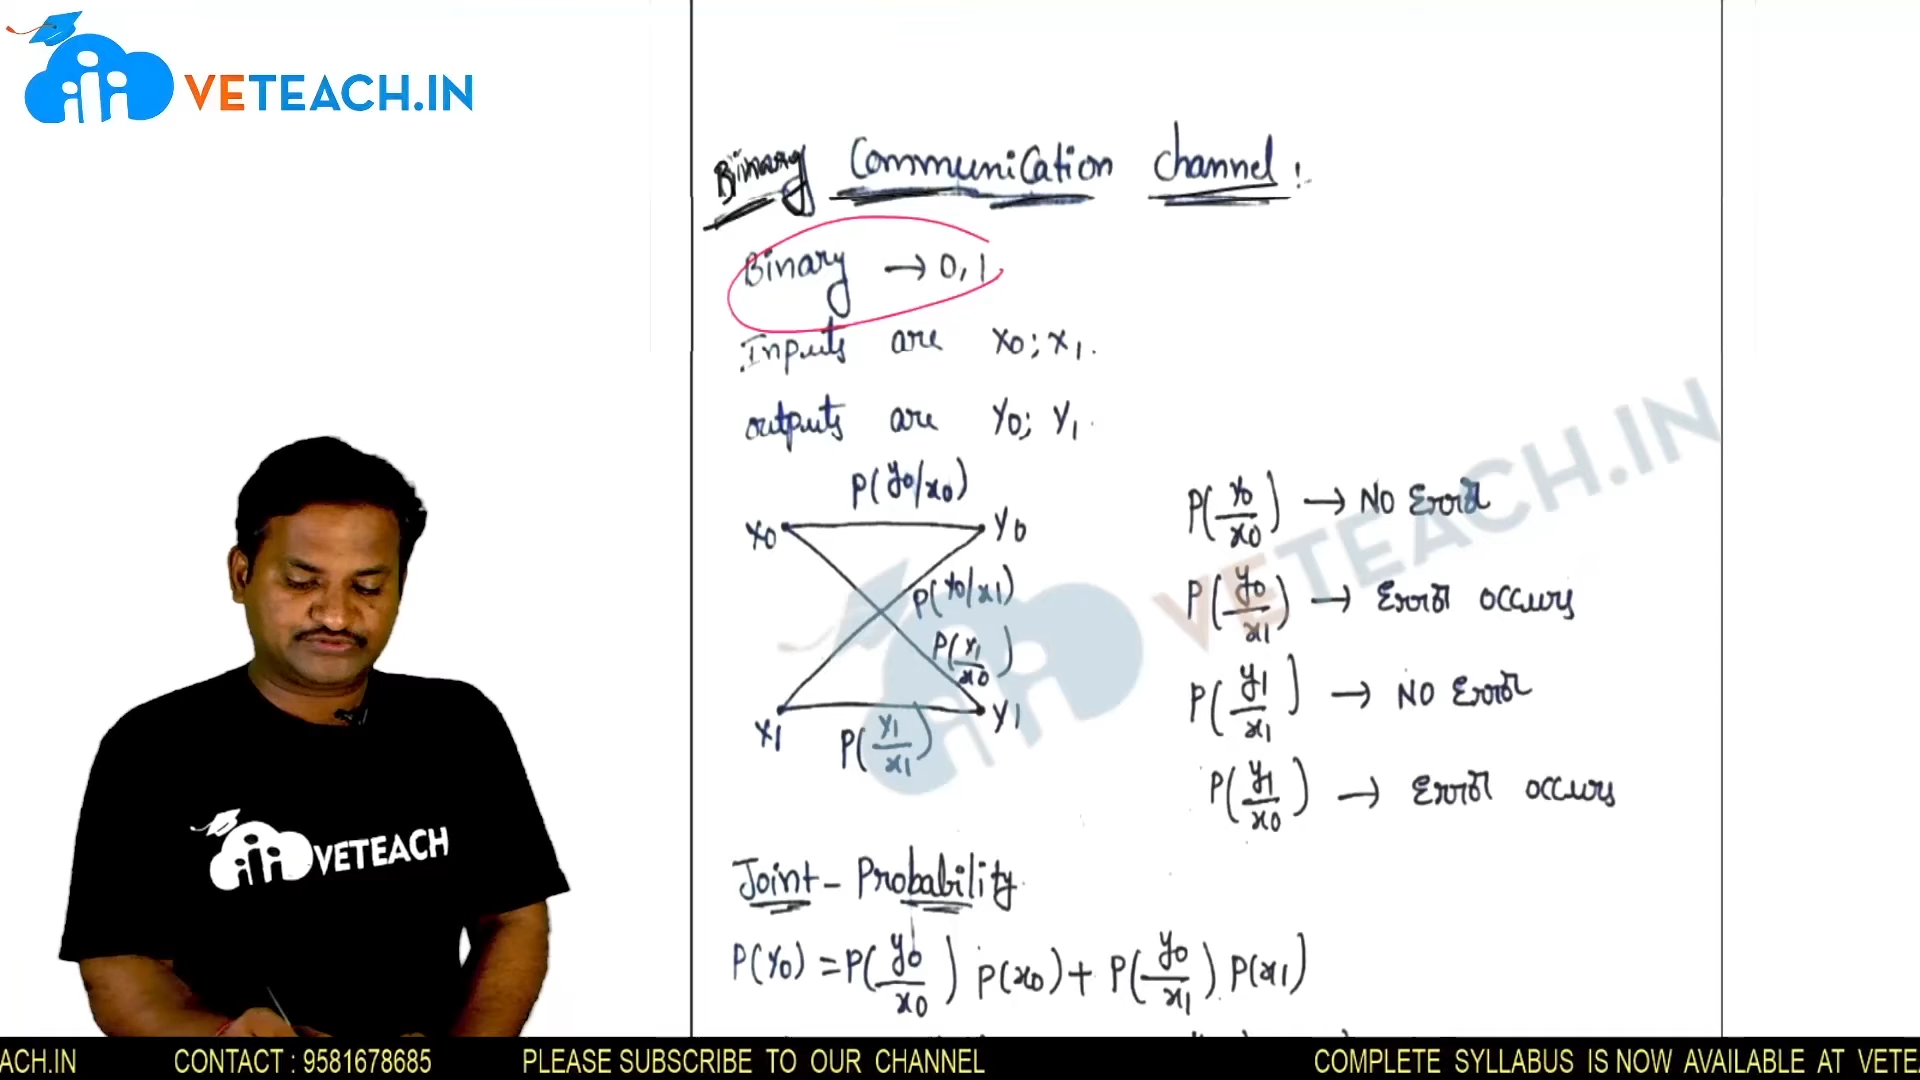 VETEACH.IN
Binary Communication Channel :
Binary → 0, 1
Inputs are x0; x1.
outputs are y0; y1.
P(y0/x0)
x0 y0
P(y0/x1)
P(y1/x0)
x1 y1
P(y1/x1)
P(y0/x0) → No Error
P(y0/x1) → Error occurs
P(y1/x1) → No Error
P(y1/x0) → Error occurs
Joint - Probability
P(y0) = P(y0/x0) P(x0) + P(y0/x1) P(x1)
VETEACH.IN
VETEACH
ACH.IN CONTACT : 9581678685 PLEASE SUBSCRIBE TO OUR CHANNEL COMPLETE SYLLABUS IS NOW AVAILABLE AT VETEA